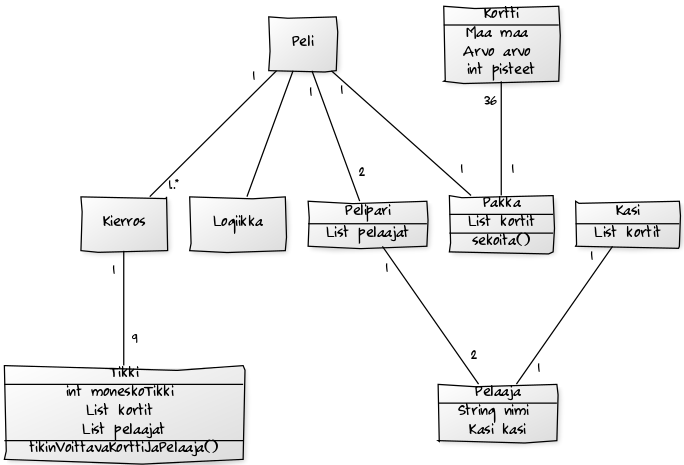 Kortti
Maa maa
Arvo arvo
int pisteet
Peli
1
1
1
36
2
1
1
1..*
Kierros
Logiikka
Pelipari
List pelaajat
Pakka
List kortit
sekoita()
Kasi
List kortit
1
1
1
9
2
1
Tikki
int moneskoTikki
List kortit
List pelaajat
tikinVoittavaKorttiJaPelaaja()
Pelaaja
String nimi
Kasi kasi